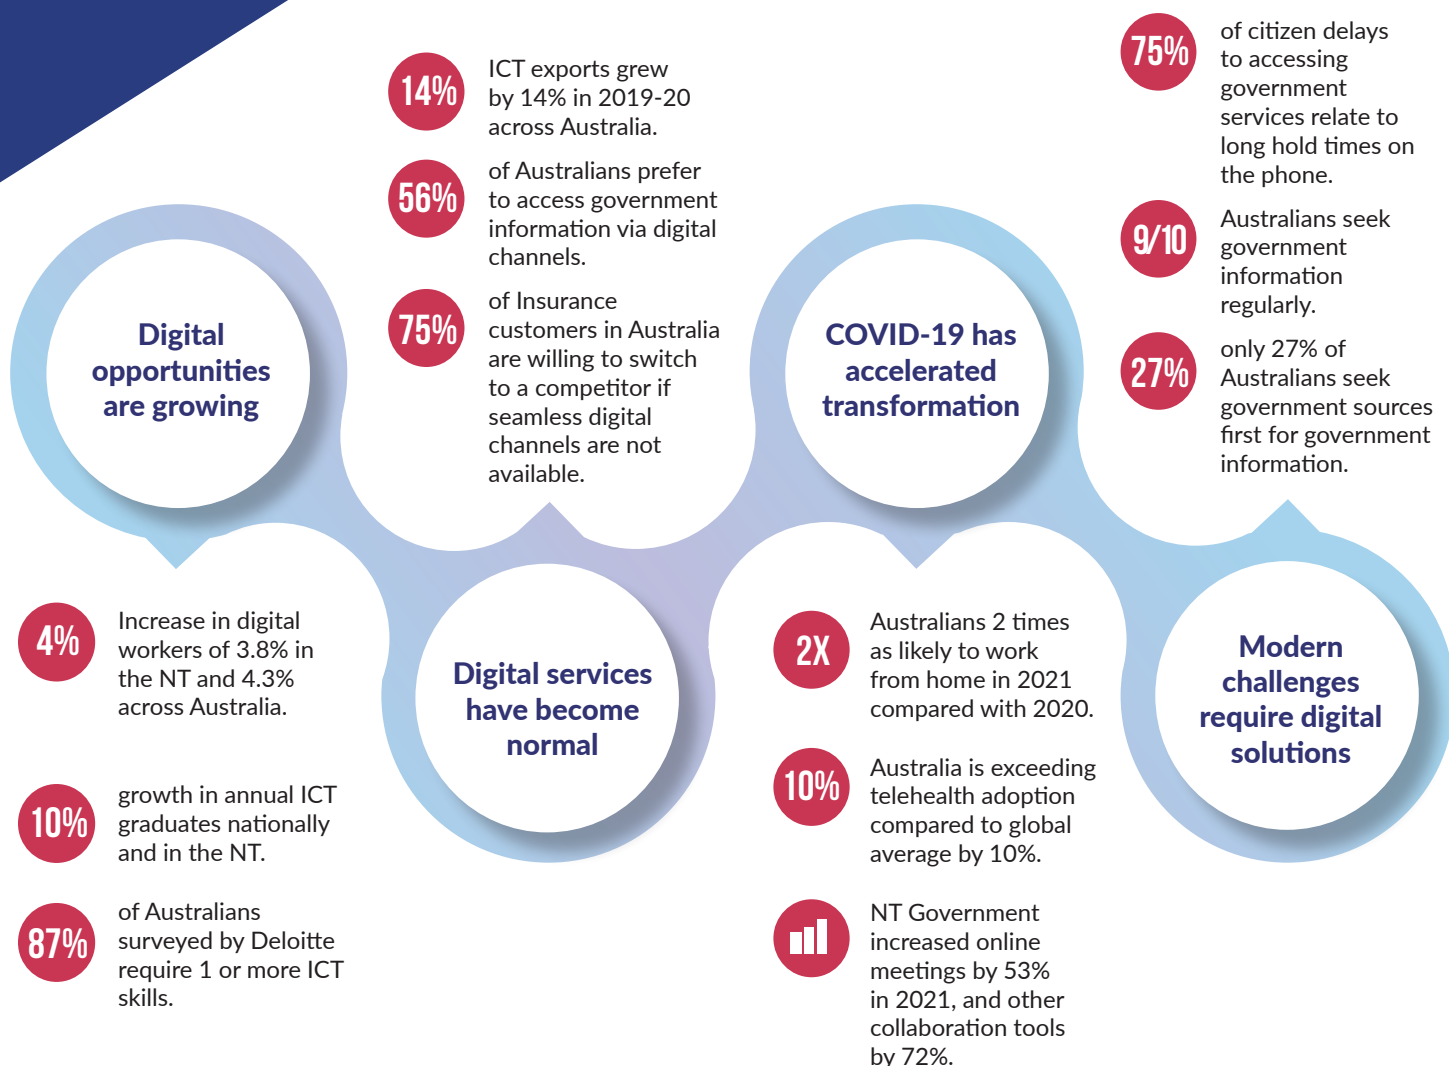 Digital
opportunities
are growing
4%
Increase in digital
workers of 3.8% in
the NT and 4.3%
across Australia.
10%
growth in annual ICT
graduates nationally
and in the NT.
87%
of Australians
surveyed by Deloitte
require 1 or more ICT
skills.
14%
ICT exports grew
by 14% in 2019-20
across Australia.
56%
of Australians prefer
to access government
information via digital
channels.
75%
of Insurance
customers in Australia
are willing to switch
to a competitor if
seamless digital
channels are not
available.
Digital services
have become
normal
COVID-19 has
accelerated
transformation
2X
Australians 2 times
as likely to work
from home in 2021
compared with 2020.
10%
Australia is exceeding
telehealth adoption
compared to global
average by 10%.
NT Government
increased online
meetings by 53%
in 2021, and other
collaboration tools
by 72%.
75%
of citizen delays
to accessing
government
services relate to
long hold times on
the phone.
9/10
Australians seek
government
information
regularly.
27%
only 27% of
Australians seek
government sources
first for government
information.
Modern
challenges
require digital
solutions